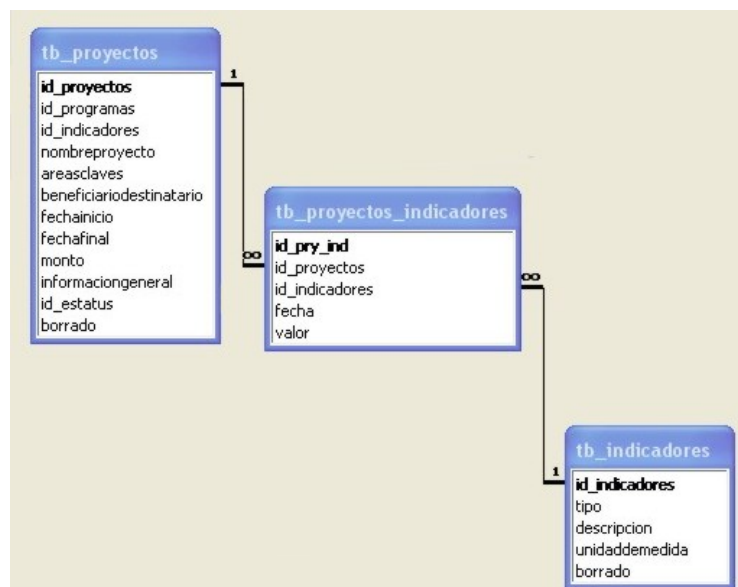 tb_proyectos
id_proyectos
id_programas
id_indicadores
nombreproyecto
areasclaves
beneficiariodestinatario
fechainicio
fechafinal
monto
informaciongeneral
id_estatus
borrado
1
∞
tb_proyectos_indicadores
id_pry_ind
id_proyectos
id_indicadores
fecha
valor
∞
1
tb_indicadores
id_indicadores
tipo
descripcion
unidaddemedida
borrado